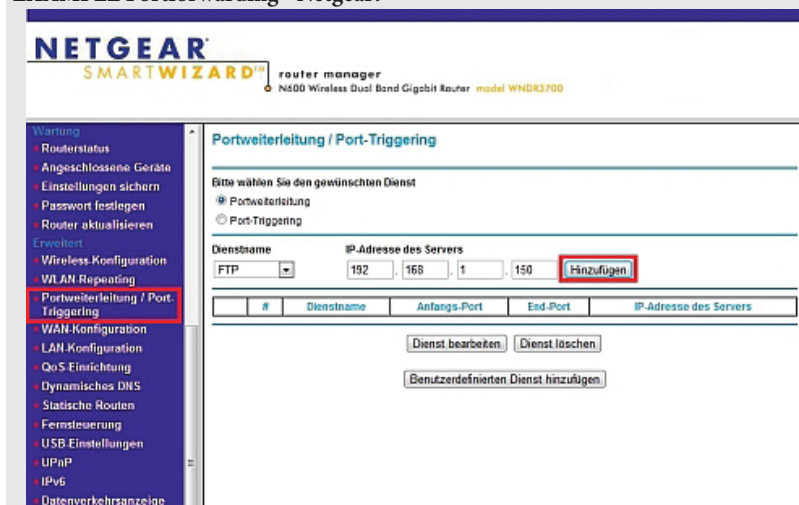 EXAMPLE Portforwarding - Netgear:
NETGEAR
SMARTWIZARD™ router manager
N600 Wireless Dual Band Gigabit Router model WNDR3700
Wartung
Routerstatus
Angeschlossene Geräte
Einstellungen sichern
Passwort festlegen
Router aktualisieren
Erweitert
Wireless-Konfiguration
WLAN-Repeating
Portweiterleitung / Port-
Triggering
WAN-Konfiguration
LAN-Konfiguration
QoS-Einrichtung
Dynamisches DNS
Statische Routen
Fernsteuerung
USB-Einstellungen
UPnP
IPv6
Datenverkehrsanzeige
Portweiterleitung / Port-Triggering
Bitte wählen Sie den gewünschten Dienst
Portweiterleitung
Port-Triggering
Dienstname IP-Adresse des Servers
FTP 192 . 168 . 1 . 150 Hinzufügen
# Dienstname Anfangs-Port End-Port IP-Adresse des Servers
Dienst bearbeiten Dienst löschen
Benutzerdefinierten Dienst hinzufügen